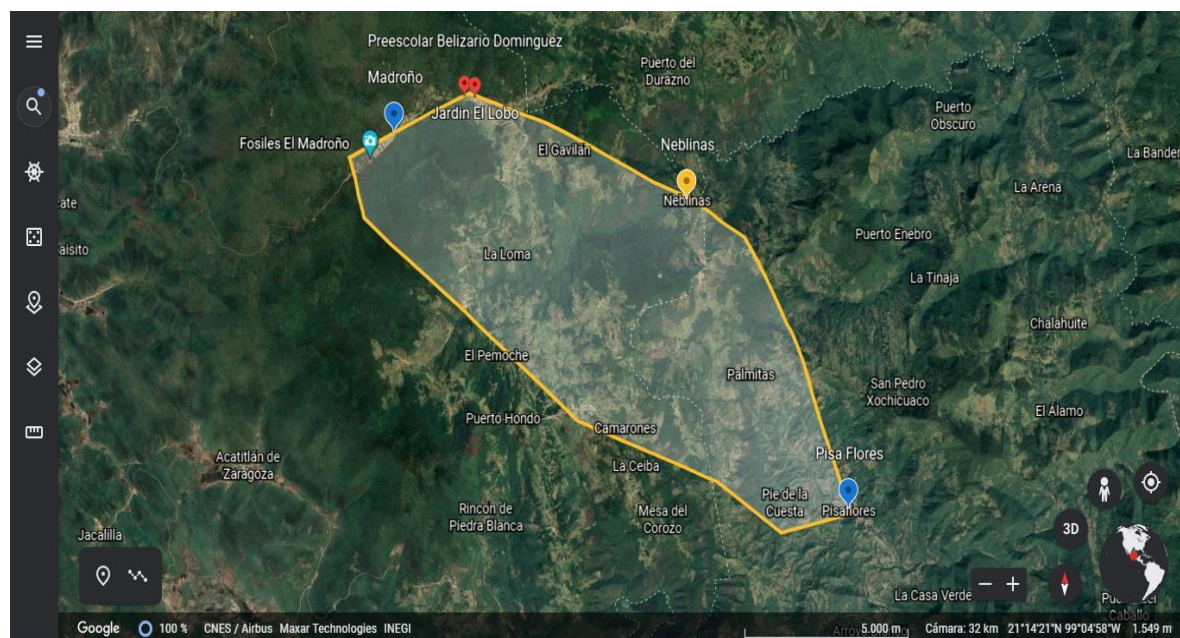 Preescolar Belizario Dominguez
Puerto del
Durazno
Madroño
Puerto
Obscuro
Jardin El Lobo
Fosiles El Madroño
El Gavilán
Neblinas
La Bander
La Arena
Neblinas
ate
Puerto Enebro
aisito
La Loma
La Tinaja
Chalahuite
El Pemoche
Palmitas
San Pedro
Xochicuaco
El Álamo
Puerto Hondo
Camarones
Acatitlán de
Zaragoza
Pisa Flores
La Ceiba
Pie de la
Cuesta
Pisaflores
Rincón de
Piedra Blanca
Mesa del
Corozo
Jacalilla
3D
La Casa Verde
Caballo
Google 100 % CNES / Airbus Maxar Technologies INEGI
5.000 m Cámara: 32 km 21°14'21"N 99°04'58"W 1.549 m